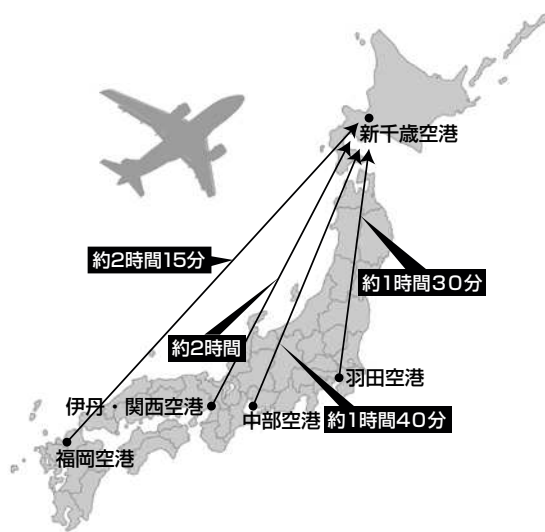 新千歳空港
約2時間15分
約1時間30分
約2時間
羽田空港
伊丹・関西空港
中部空港
約1時間40分
福岡空港